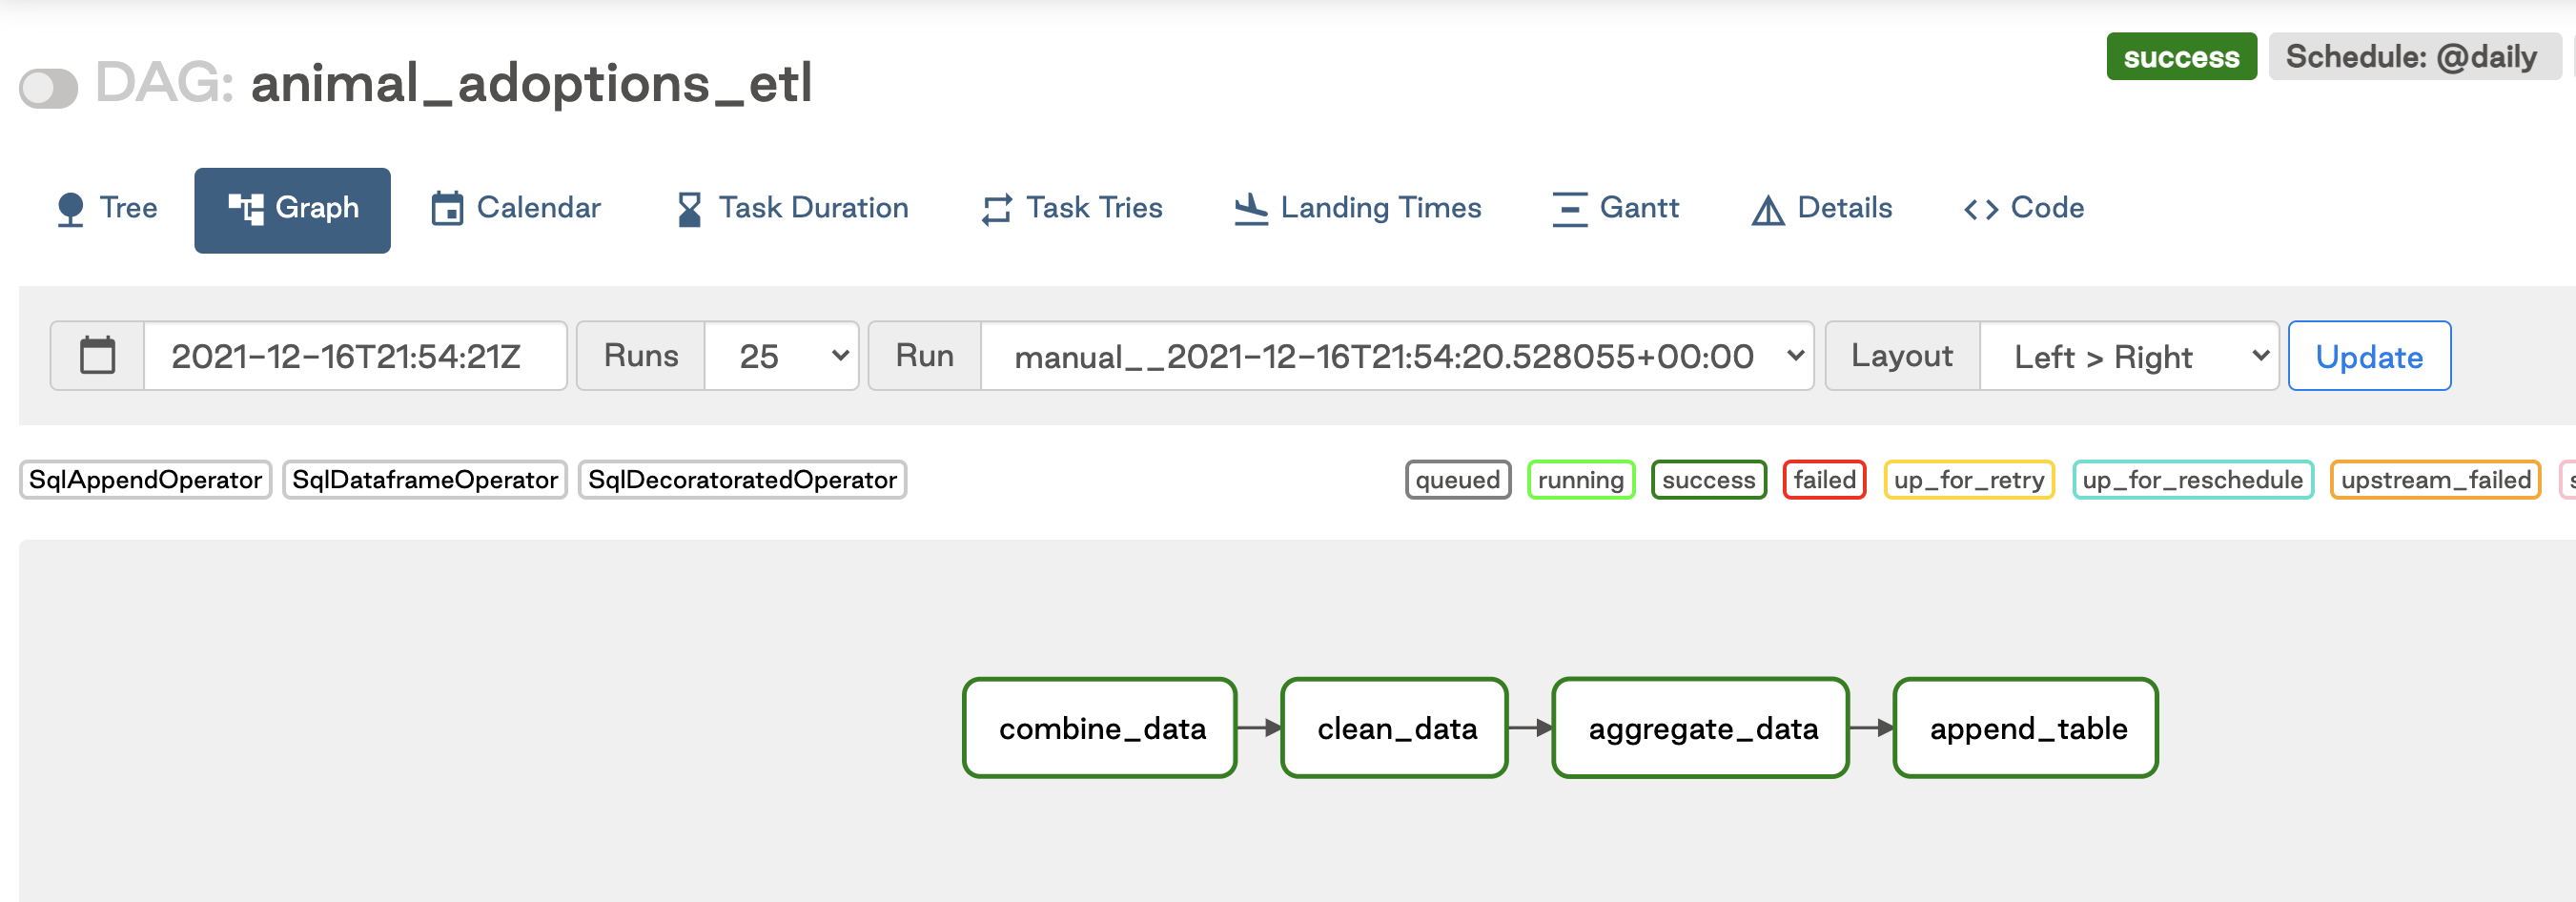 success Schedule: @daily
DAG: animal_adoptions_etl
Tree Graph Calendar Task Duration Task Tries Landing Times Gantt Details Code
2021-12-16T21:54:21Z Runs 25 Run manual__2021-12-16T21:54:20.528055+00:00 Layout Left > Right Update
SqlAppendOperator SqlDataframeOperator SqlDecoratoratedOperator queued running success failed up_for_retry up_for_reschedule upstream_failed
combine_data clean_data aggregate_data append_table